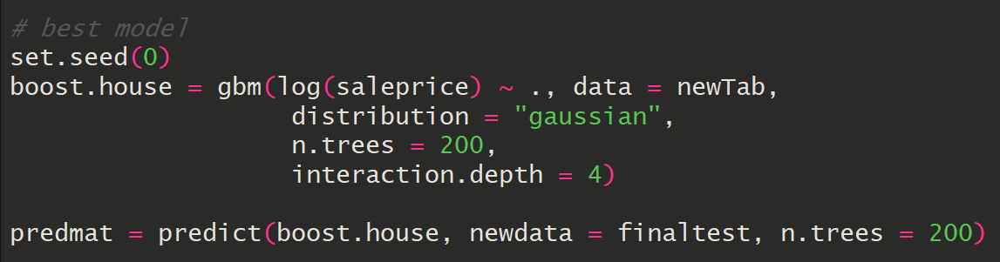 # best model
set.seed(0)
boost.house = gbm(log(saleprice) ~ ., data = newTab,
                  distribution = "gaussian",
                  n.trees = 200,
                  interaction.depth = 4)
predmat = predict(boost.house, newdata = finaltest, n.trees = 200)